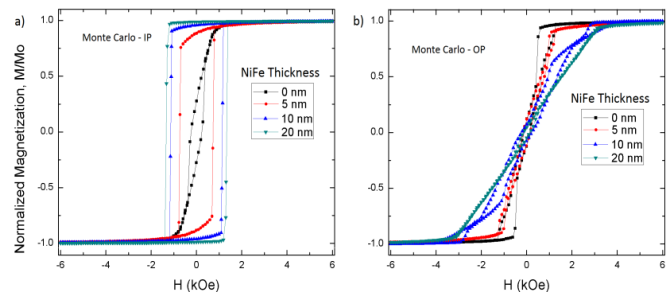 a)
Monte Carlo - IP
NiFe Thickness
0 nm
5 nm
10 nm
20 nm
Normalized Magnetization, M/Mo
1.0
0.5
0.0
-0.5
-1.0
-6 -4 -2 0 2 4 6
H (kOe)
b)
Monte Carlo - OP
NiFe Thickness
0 nm
5 nm
10 nm
20 nm
1.0
0.5
0.0
-0.5
-1.0
-6 -4 -2 0 2 4 6
H (kOe)